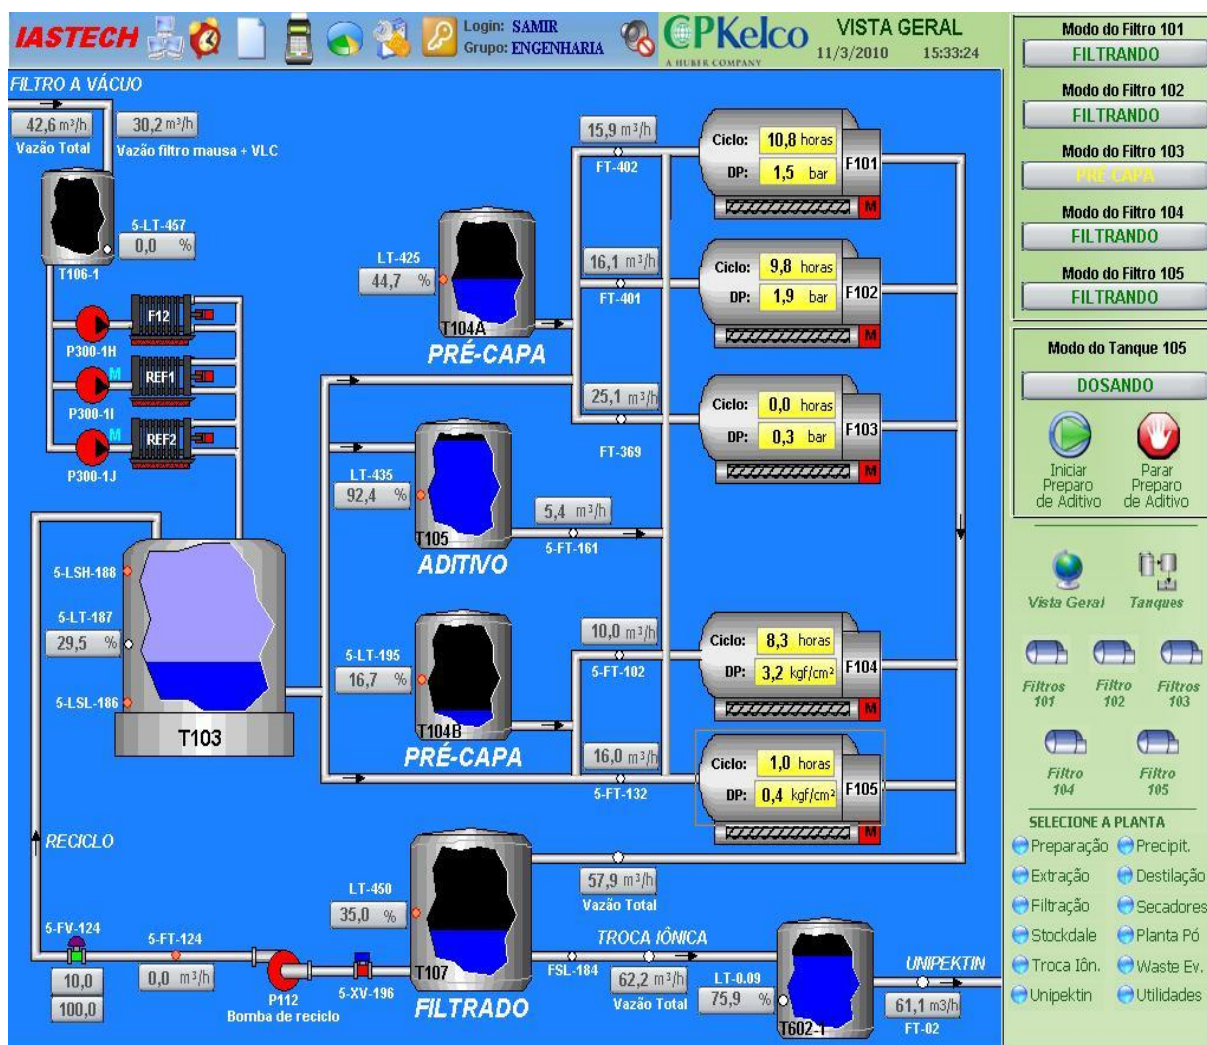 IASTECH
Login: SAMIR
Grupo: ENGENHARIA
CPKelco
A HUBER COMPANY
VISTA GERAL
11/3/2010 15:33:24
FILTRO A VÁCUO
42,6 m³/h
Vazão Total
30,2 m³/h
Vazão filtro mausa + VLC
5-LT-457
0,0 %
T106-1
F12
P300-1H
M
REF1
P300-1I
M
REF2
P300-1J
LT-425
44,7 %
T104A
PRÉ-CAPA
LT-435
92,4 %
T105
ADITIVO
5,4 m³/h
5-FT-161
5-LT-195
16,7 %
T104B
PRÉ-CAPA
5-LSH-188
5-LT-187
29,5 %
5-LSL-186
T103
15,9 m³/h
FT-402
Ciclo: 10,8 horas
DP: 1,5 bar
F101
M
16,1 m³/h
FT-401
Ciclo: 9,8 horas
DP: 1,9 bar
F102
M
25,1 m³/h
FT-369
Ciclo: 0,0 horas
DP: 0,3 bar
F103
M
10,0 m³/h
5-FT-102
Ciclo: 8,3 horas
DP: 3,2 kgf/cm²
F104
M
16,0 m³/h
5-FT-132
Ciclo: 1,0 horas
DP: 0,4 kgf/cm²
F105
M
RECICLO
5-FV-124
10,0
100,0
5-FT-124
0,0 m³/h
P112
Bomba de reciclo
5-XV-196
LT-450
35,0 %
T107
FILTRADO
57,9 m³/h
Vazão Total
TROCA IÔNICA
FSL-184
62,2 m³/h
Vazão Total
LT-0.09
75,9 %
T602-1
UNIPEKTIN
61,1 m3/h
FT-02
Modo do Filtro 101
FILTRANDO
Modo do Filtro 102
FILTRANDO
Modo do Filtro 103
PRÉ-CAPA
Modo do Filtro 104
FILTRANDO
Modo do Filtro 105
FILTRANDO
Modo do Tanque 105
DOSANDO
Iniciar Preparo de Aditivo
Parar Preparo de Aditivo
Vista Geral
Tanques
Filtros 101
Filtro 102
Filtros 103
Filtro 104
Filtro 105
SELECIONE A PLANTA
Preparação Precipit.
Extração Destilação
Filtração Secadores
Stockdale Planta Pó
Troca Iôn. Waste Ev.
Unipektin Utilidades